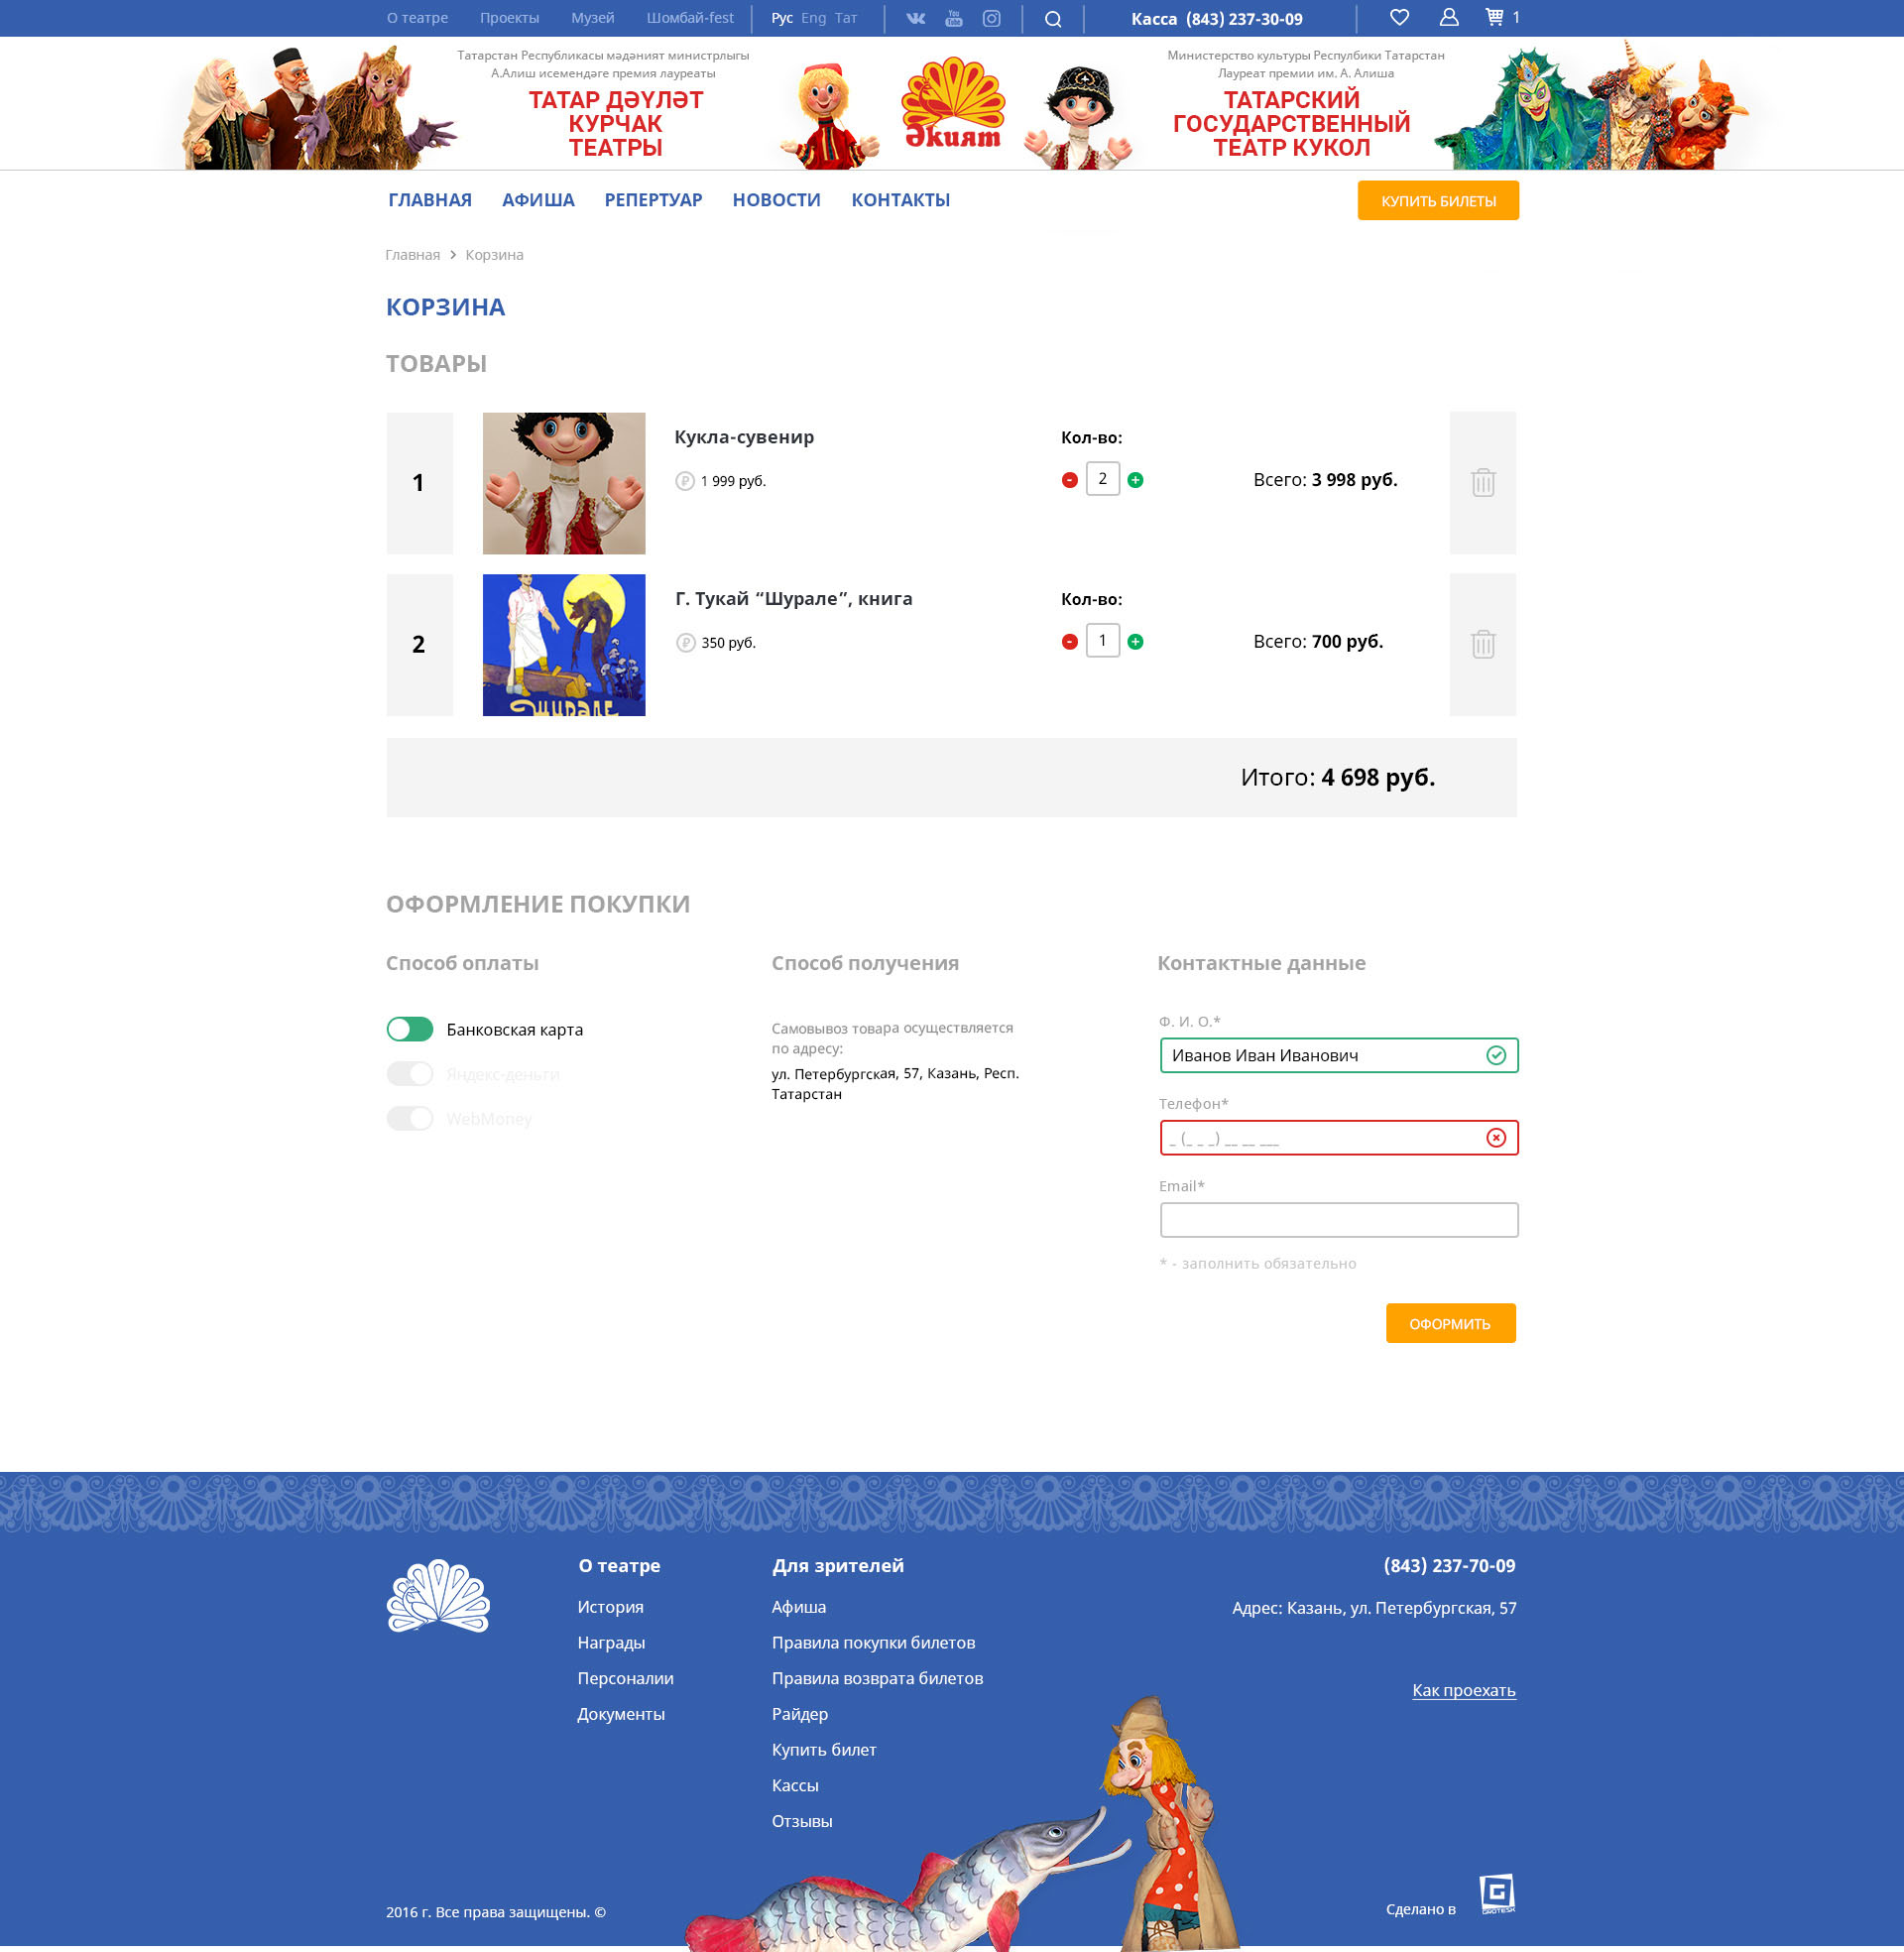 О театре Проекты Музей Шомбай-fest Рус Eng Тат Касса (843) 237-30-09 1
Татарстан Республикасы мәдәният министрлыгы
А.Алиш исемендәге премия лауреаты
ТАТАР ДӘҮЛӘТ
КУРЧАК
ТЕАТРЫ
Әкият
Министерство культуры Респулбики Татарстан
Лауреат премии им. А. Алиша
ТАТАРСКИЙ
ГОСУДАРСТВЕННЫЙ
ТЕАТР КУКОЛ
ГЛАВНАЯ АФИША РЕПЕРТУАР НОВОСТИ КОНТАКТЫ КУПИТЬ БИЛЕТЫ
Главная > Корзина
КОРЗИНА
ТОВАРЫ
1
Кукла-сувенир
₽ 1 999 руб.
Кол-во:
- 2 +
Всего: 3 998 руб.
2
Шурале
Г. Тукай “Шурале”, книга
₽ 350 руб.
Кол-во:
- 1 +
Всего: 700 руб.
Итого: 4 698 руб.
ОФОРМЛЕНИЕ ПОКУПКИ
Способ оплаты
Банковская карта
Яндекс-деньги
WebMoney
Способ получения
Самовывоз товара осуществляется
по адресу:
ул. Петербургская, 57, Казань, Респ.
Татарстан
Контактные данные
Ф. И. О.*
Иванов Иван Иванович
Телефон*
_ (_ _ _) __ __ ___
Email*
* - заполнить обязательно
ОФОРМИТЬ
О театре
История
Награды
Персоналии
Документы
Для зрителей
Афиша
Правила покупки билетов
Правила возврата билетов
Райдер
Купить билет
Кассы
Отзывы
(843) 237-70-09
Адрес: Казань, ул. Петербургская, 57
Как проехать
2016 г. Все права защищены. ©
Сделано в